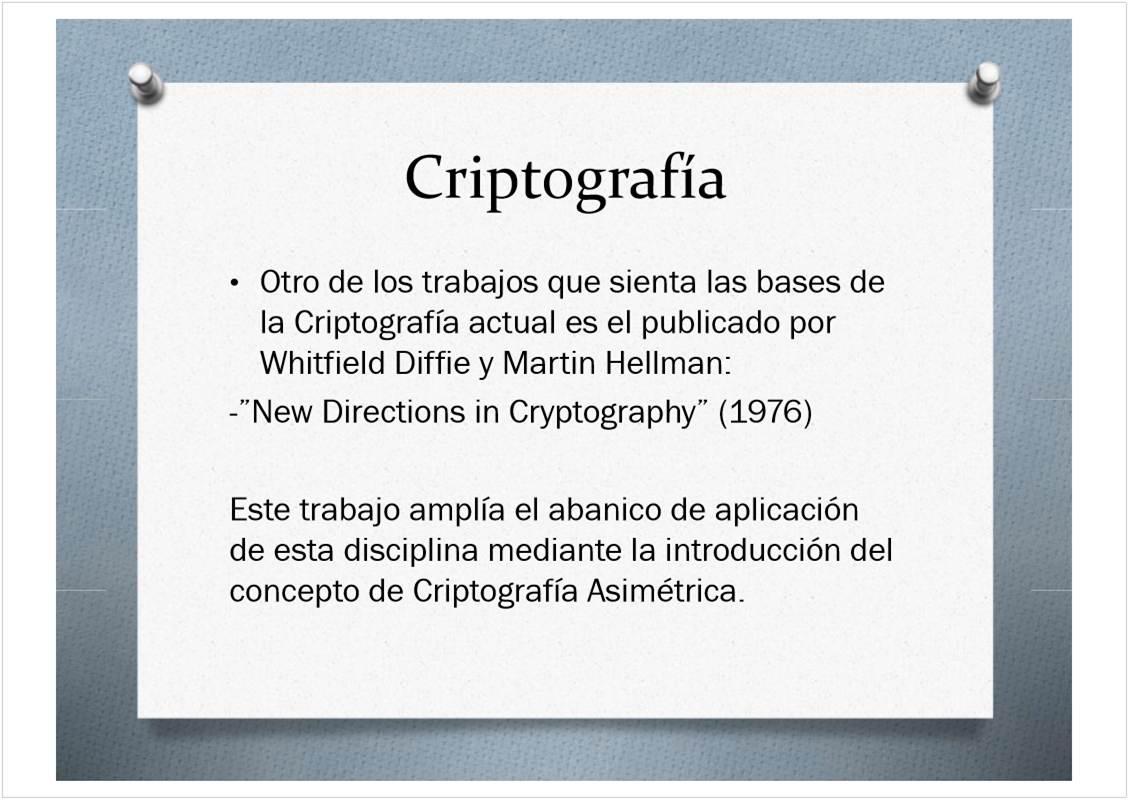 Criptografía
• Otro de los trabajos que sienta las bases de
la Criptografía actual es el publicado por
Whitfield Diffie y Martin Hellman:
-”New Directions in Cryptography” (1976)
Este trabajo amplía el abanico de aplicación
de esta disciplina mediante la introducción del
concepto de Criptografía Asimétrica.